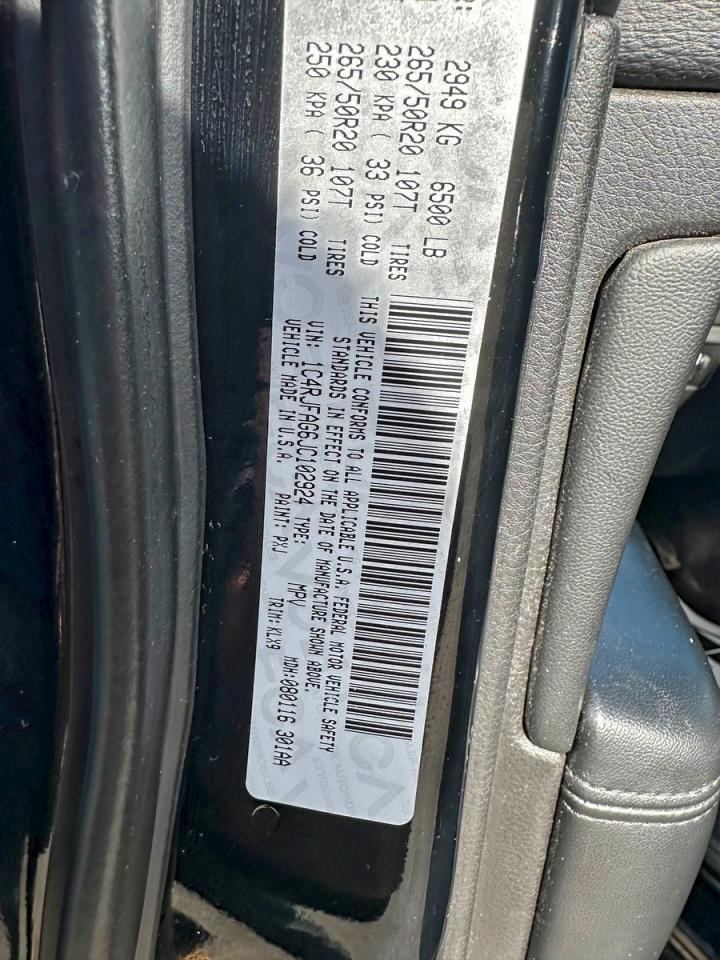 2949 KG 6500 LB
265/50R20 107T TIRES
230 KPA ( 33 PSI) COLD
265/50R20 107T TIRES
250 KPA ( 36 PSI) COLD
THIS VEHICLE CONFORMS TO ALL APPLICABLE U.S.A. FEDERAL MOTOR VEHICLE SAFETY
STANDARDS IN EFFECT ON THE DATE OF MANUFACTURE SHOWN ABOVE.
VIN: 1C4RJFAG6JC102924 TYPE: MPV MDH:080116 301AA
VEHICLE MADE IN U.S.A. PAINT: PXJ TRIM: KLX9